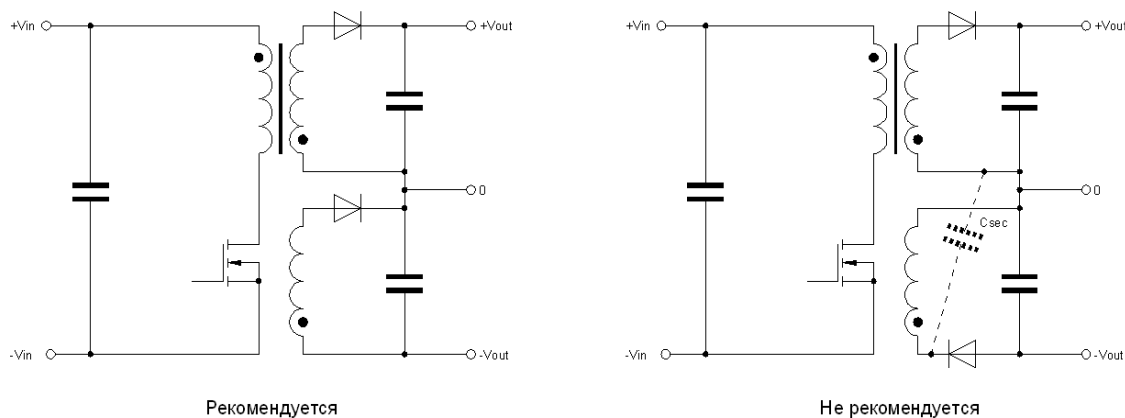 +Vin
+Vout
0
-Vin
-Vout
Рекомендуется
+Vin
+Vout
0
Csec
-Vin
-Vout
Не рекомендуется